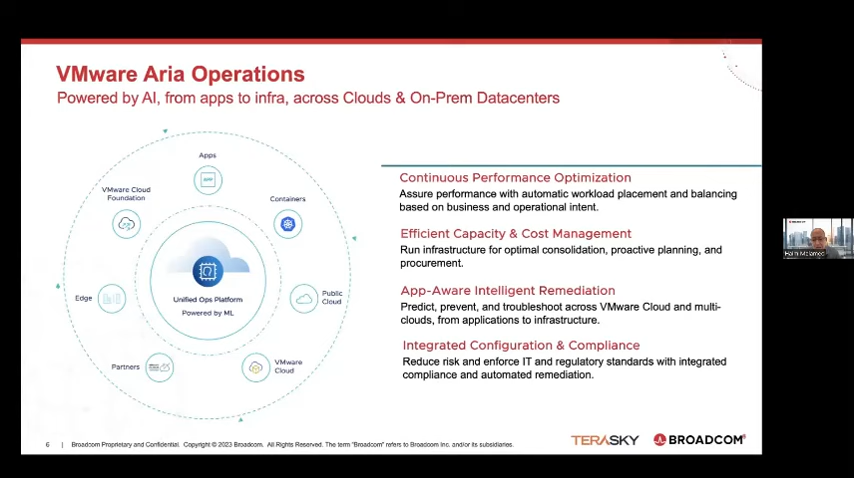 VMware Aria Operations
Powered by AI, from apps to infra, across Clouds & On-Prem Datacenters
Apps
APP
VMware Cloud
Foundation
Containers
Edge
Unified Ops Platform
Powered by ML
Public
Cloud
Partners
VMware
Cloud
Continuous Performance Optimization
Assure performance with automatic workload placement and balancing
based on business and operational intent.
Efficient Capacity & Cost Management
Run infrastructure for optimal consolidation, proactive planning, and
procurement.
App-Aware Intelligent Remediation
Predict, prevent, and troubleshoot across VMware Cloud and multi-
clouds, from applications to infrastructure.
Integrated Configuration & Compliance
Reduce risk and enforce IT and regulatory standards with integrated
compliance and automated remediation.
6 | Broadcom Proprietary and Confidential. Copyright © 2023 Broadcom. All Rights Reserved. The term "Broadcom" refers to Broadcom Inc. and/or its subsidiaries.
TERASKY
BROADCOM®
Melamed